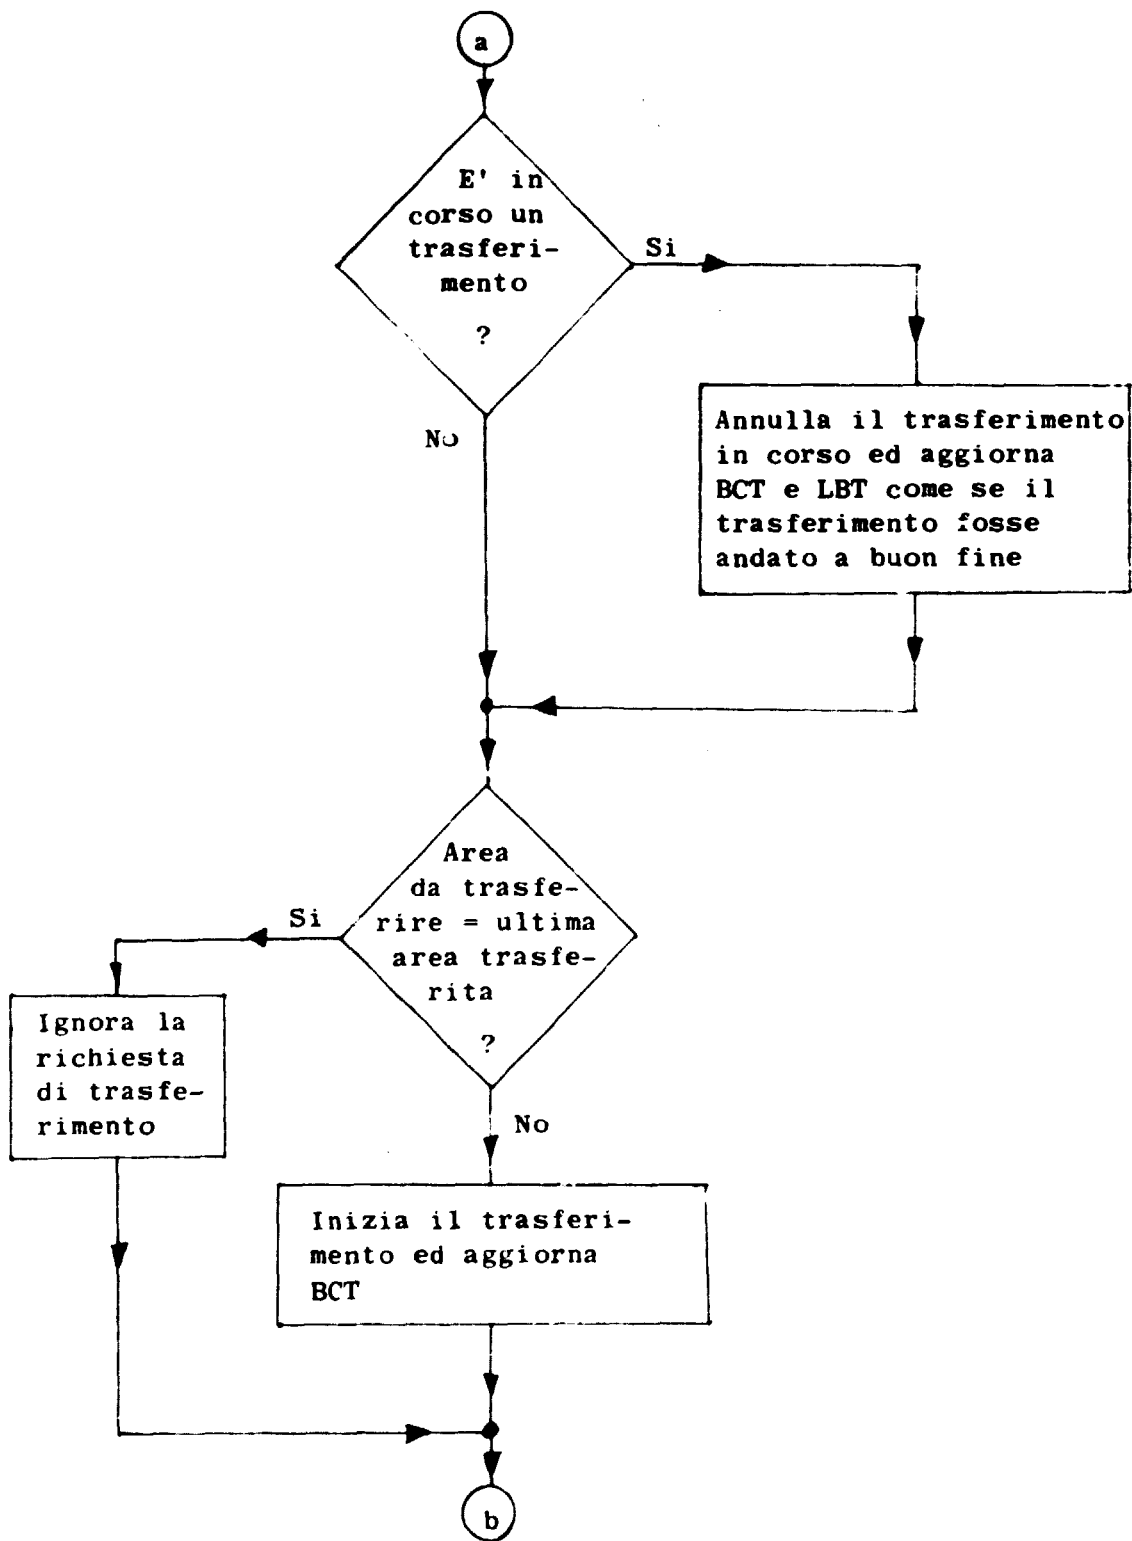 a
E' in
corso un
trasferi-
mento
?
Si
No
Annulla il trasferimento
in corso ed aggiorna
BCT e LBT come se il
trasferimento fosse
andato a buon fine
Area
da trasfe-
rire = ultima
area trasfe-
rita
?
Si
Ignora la
richiesta
di trasfe-
rimento
No
Inizia il trasferi-
mento ed aggiorna
BCT
b